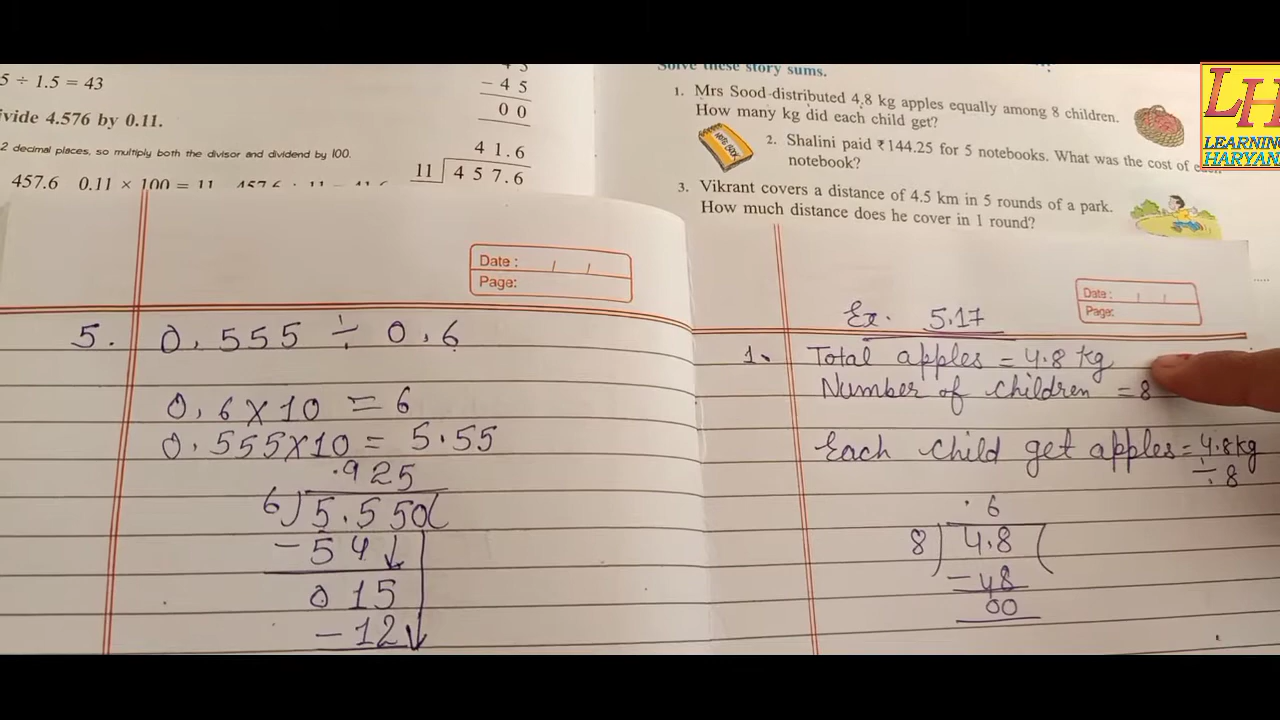 5 ÷ 1.5 = 43
ivide 4.576 by 0.11.
2 decimal places, so multiply both the divisor and dividend by 100.
457.6 0.11 × 100 = 11
- 4 5
0 0
4 1.6
11 4 5 7.6
Solve these story sums.
1. Mrs Sood distributed 4.8 kg apples equally among 8 children.
How many kg did each child get?
2. Shalini paid ₹144.25 for 5 notebooks. What was the cost of each
notebook?
3. Vikrant covers a distance of 4.5 km in 5 rounds of a park.
How much distance does he cover in 1 round?
LH
LEARNING
HARYANA
Date : / /
Page:
5. 0.555 ÷ 0.6
0.6 X 10 = 6
0.555 X 10 = 5.55
.925
6) 5.550(
- 5 4 ↓
0 15
- 12 ↓
Date : / /
Page:
Ex. 5.17
1. Total apples = 4.8 kg
Number of children = 8
Each child get apples = 4.8 kg
÷ 8
.6
8) 4.8 (
- 48
00